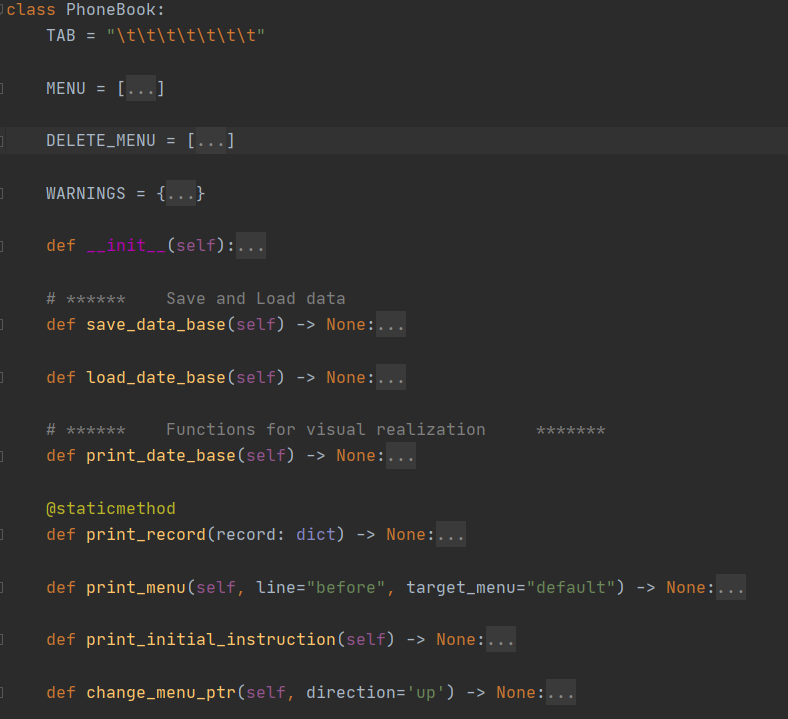 class PhoneBook:
    TAB = "\t\t\t\t\t\t\t"
    MENU = [...]
    DELETE_MENU = [...]
    WARNINGS = {...}
    def __init__(self):...
    # ******    Save and Load data
    def save_data_base(self) -> None:...
    def load_date_base(self) -> None:...
    # ******    Functions for visual realization     *******
    def print_date_base(self) -> None:...
    @staticmethod
    def print_record(record: dict) -> None:...
    def print_menu(self, line="before", target_menu="default") -> None:...
    def print_initial_instruction(self) -> None:...
    def change_menu_ptr(self, direction='up') -> None:...